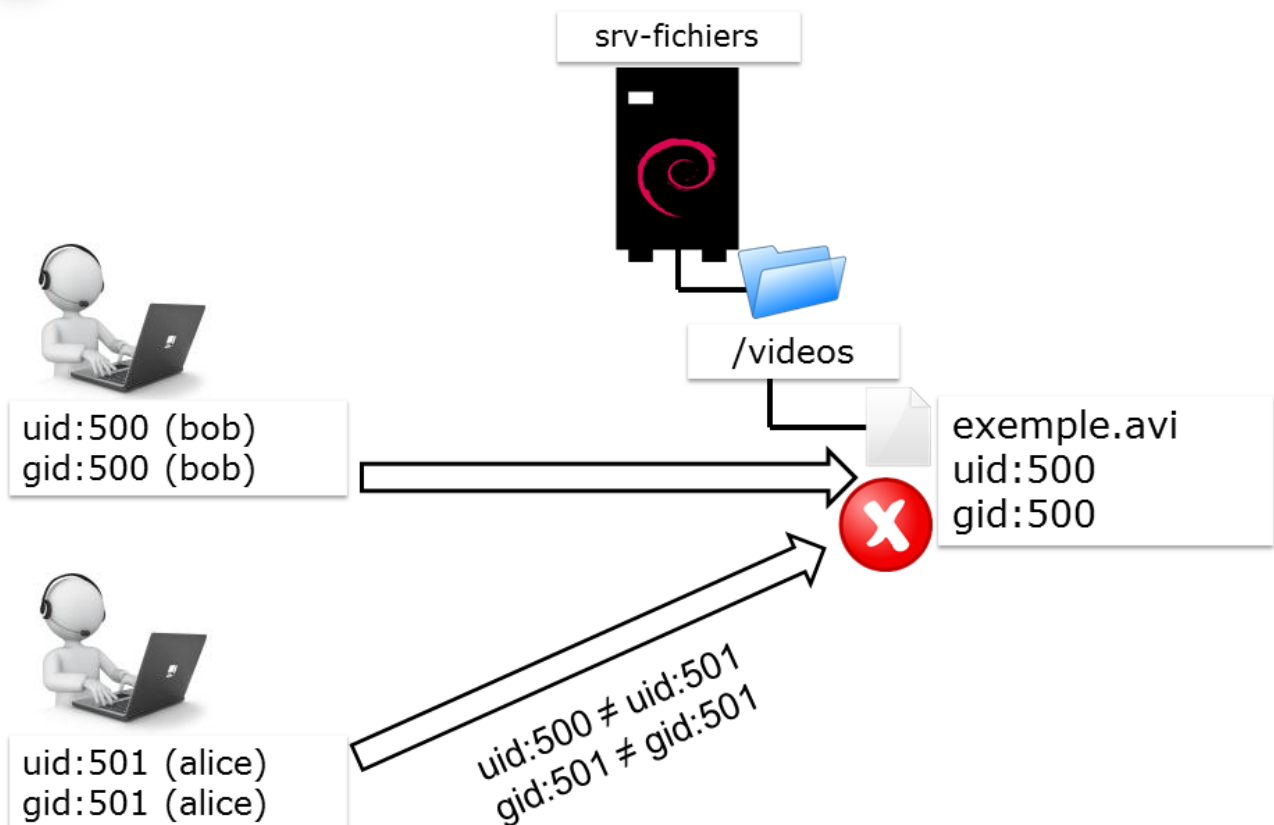 srv-fichiers
/videos
uid:500 (bob)
gid:500 (bob)
exemple.avi
uid:500
gid:500
uid:500 ≠ uid:501
gid:501 ≠ gid:501
uid:501 (alice)
gid:501 (alice)